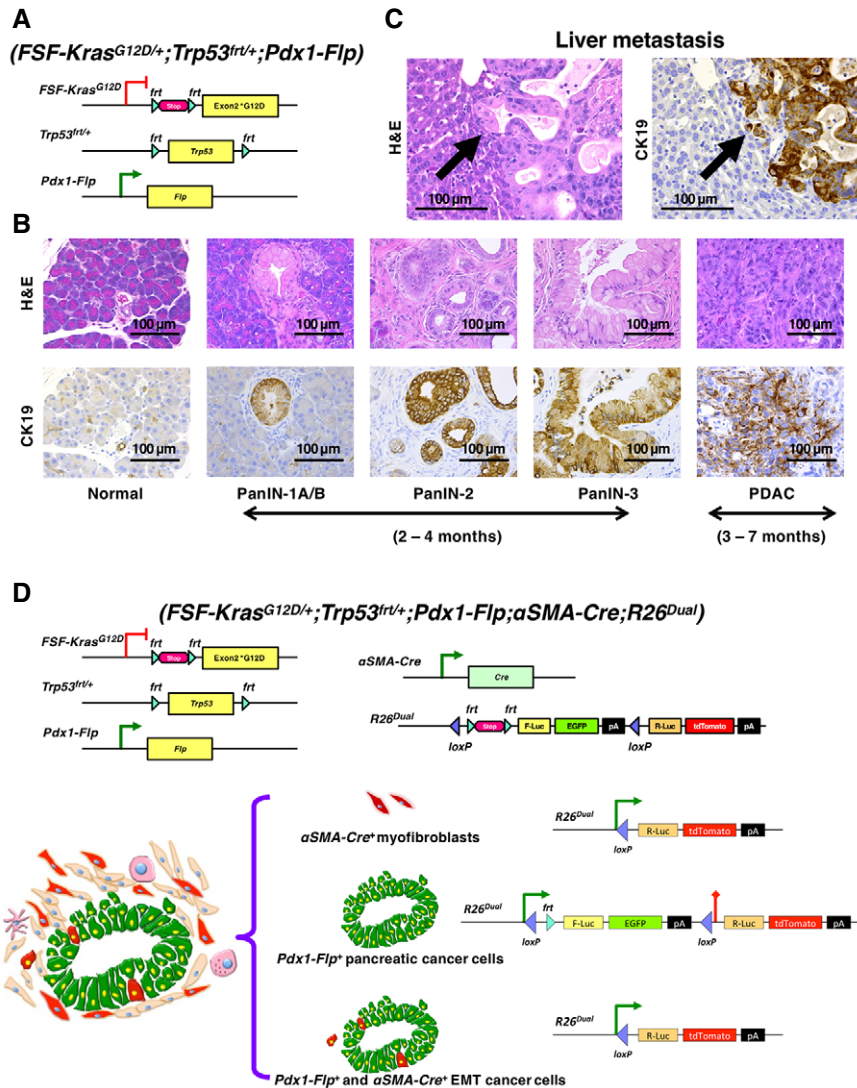 A
(FSF-KrasG12D/+;Trp53frt/+;Pdx1-Flp)
FSF-KrasG12D
frt
frt
Stop
Exon2*G12D
Trp53frt/+
frt
frt
Trp53
Pdx1-Flp
Flp
C
Liver metastasis
H&E
100 µm
CK19
100 µm
B
H&E
100 µm
100 µm
100 µm
100 µm
100 µm
CK19
100 µm
100 µm
100 µm
100 µm
100 µm
Normal
PanIN-1A/B
PanIN-2
PanIN-3
PDAC
(2 – 4 months)
(3 – 7 months)
D
(FSF-KrasG12D/+;Trp53frt/+;Pdx1-Flp;αSMA-Cre;R26Dual)
FSF-KrasG12D
frt
frt
Stop
Exon2*G12D
Trp53frt/+
frt
frt
Trp53
Pdx1-Flp
Flp
αSMA-Cre
Cre
R26Dual
frt
frt
Stop
F-Luc
EGFP
pA
R-Luc
tdTomato
pA
loxP
loxP
αSMA-Cre+ myofibroblasts
R26Dual
R-Luc
tdTomato
pA
loxP
Pdx1-Flp+ pancreatic cancer cells
R26Dual
frt
F-Luc
EGFP
pA
R-Luc
tdTomato
pA
loxP
loxP
Pdx1-Flp+ and αSMA-Cre+ EMT cancer cells
R26Dual
R-Luc
tdTomato
pA
loxP